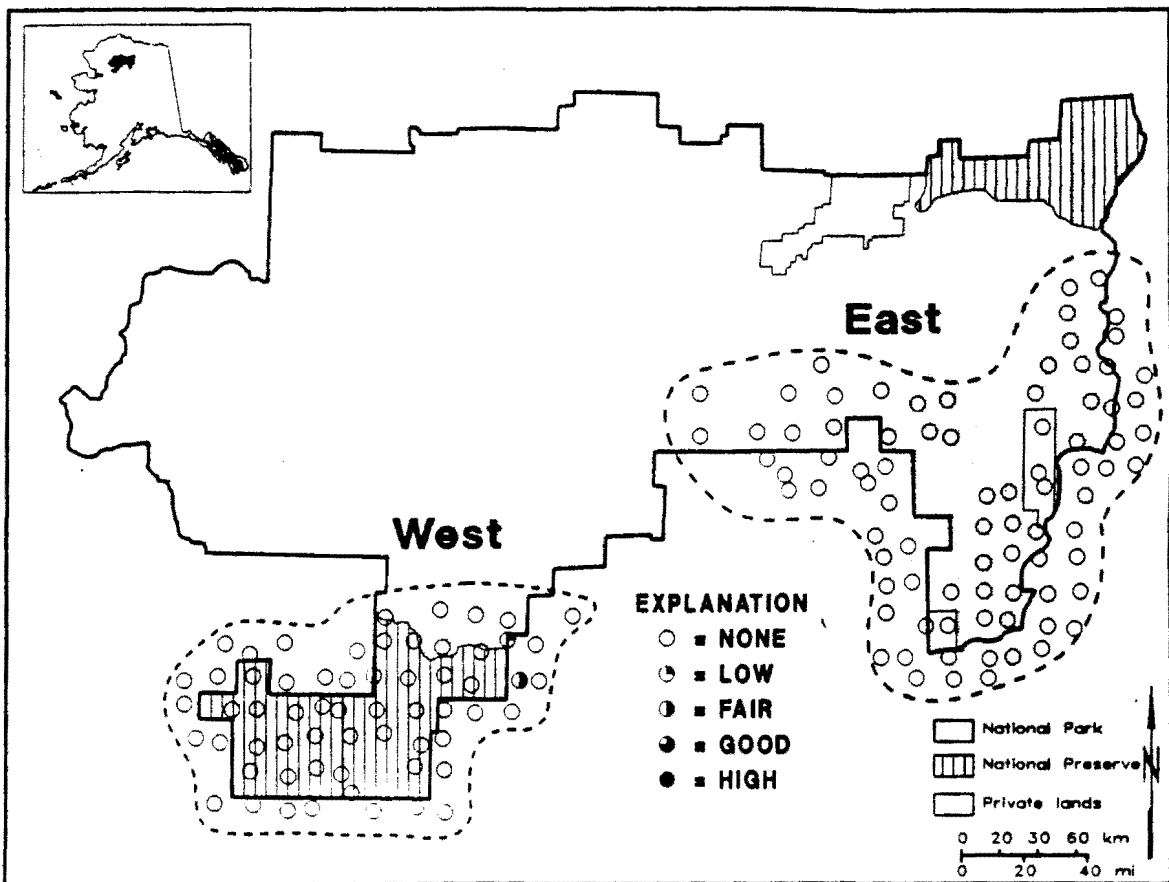 East
West
EXPLANATION
○ = NONE
◔ = LOW
◑ = FAIR
◕ = GOOD
● = HIGH
National Park
National Preserve
Private lands
N
0 20 30 60 km
0 20 40 mi